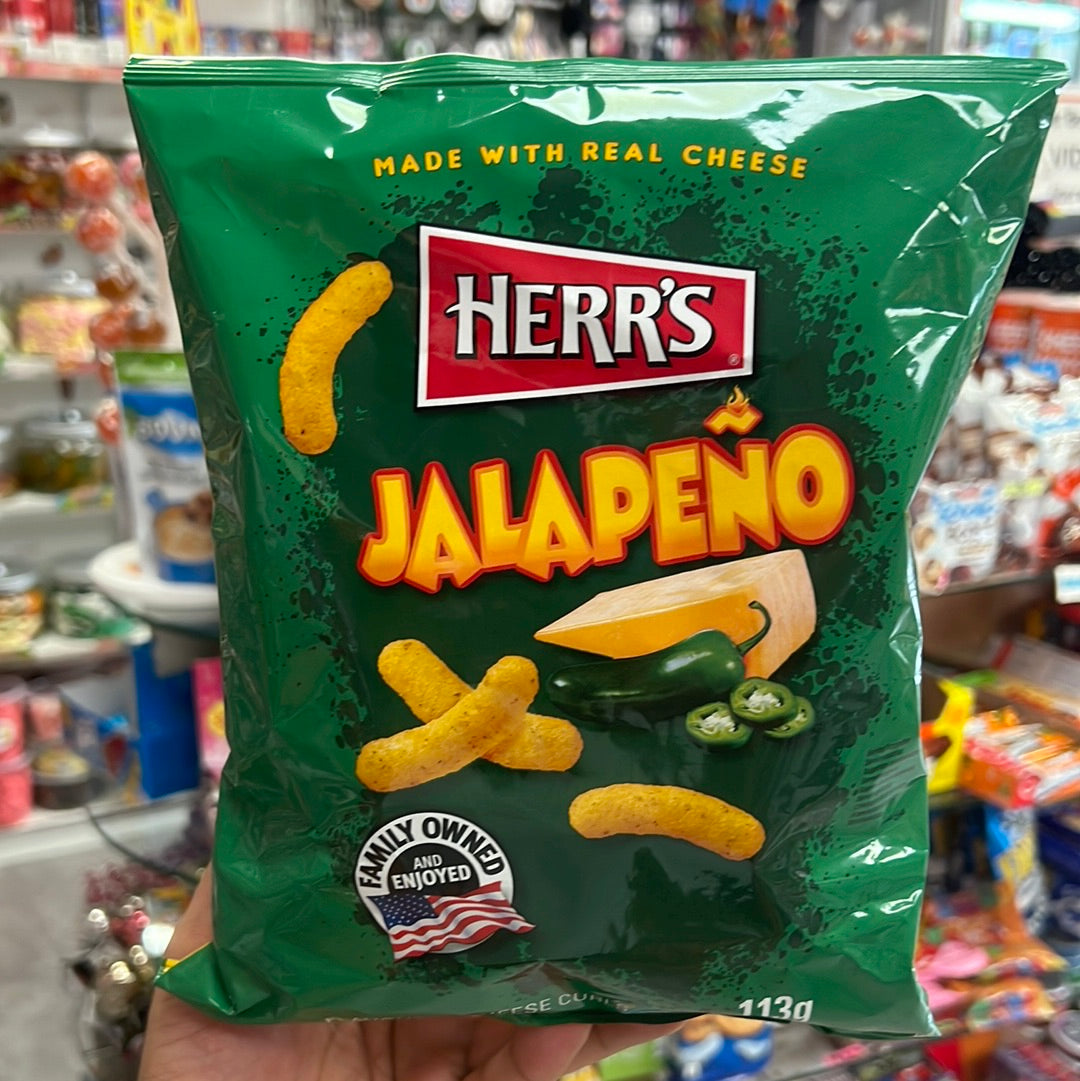 MADE WITH REAL CHEESE
HERR'S
®
JALAPEÑO
FAMILY OWNED
AND
ENJOYED
113g